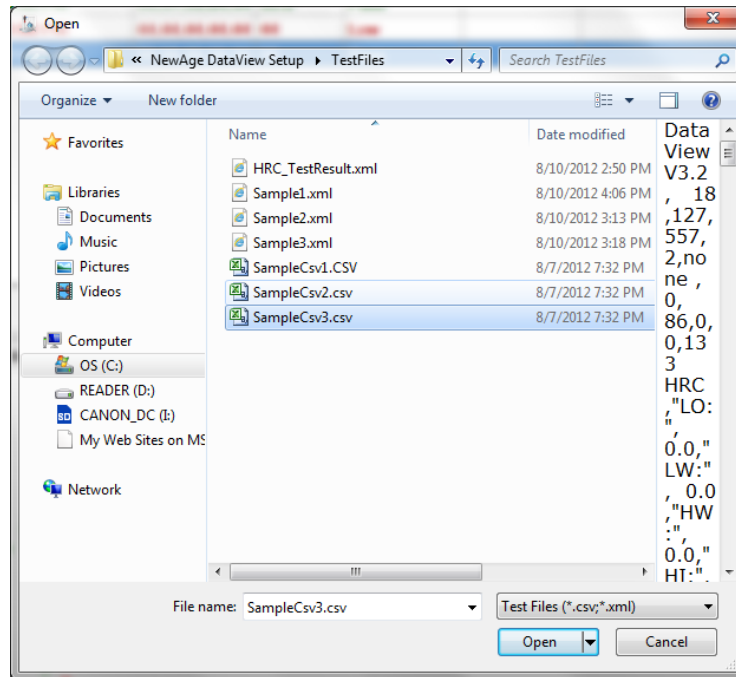 Open
« NewAge DataView Setup ▸ TestFiles
Search TestFiles
Organize
New folder
Favorites
Libraries
Documents
Music
Pictures
Videos
Computer
OS (C:)
READER (D:)
CANON_DC (I:)
My Web Sites on MS
Network
Name Date modified
HRC_TestResult.xml 8/10/2012 2:50 PM
Sample1.xml 8/10/2012 4:06 PM
Sample2.xml 8/10/2012 3:13 PM
Sample3.xml 8/10/2012 3:18 PM
SampleCsv1.CSV 8/7/2012 7:32 PM
SampleCsv2.csv 8/7/2012 7:32 PM
SampleCsv3.csv 8/7/2012 7:32 PM
Data
View
V3.2
, 18
,127,
557,
2,no
ne ,
0,
86,0,
0,13
3
HRC
,"LO:
",
0.0,"
LW:"
, 0.0
,"HW
:",
0.0,"
HI:",
File name: SampleCsv3.csv
Test Files (*.csv;*.xml)
Open
Cancel